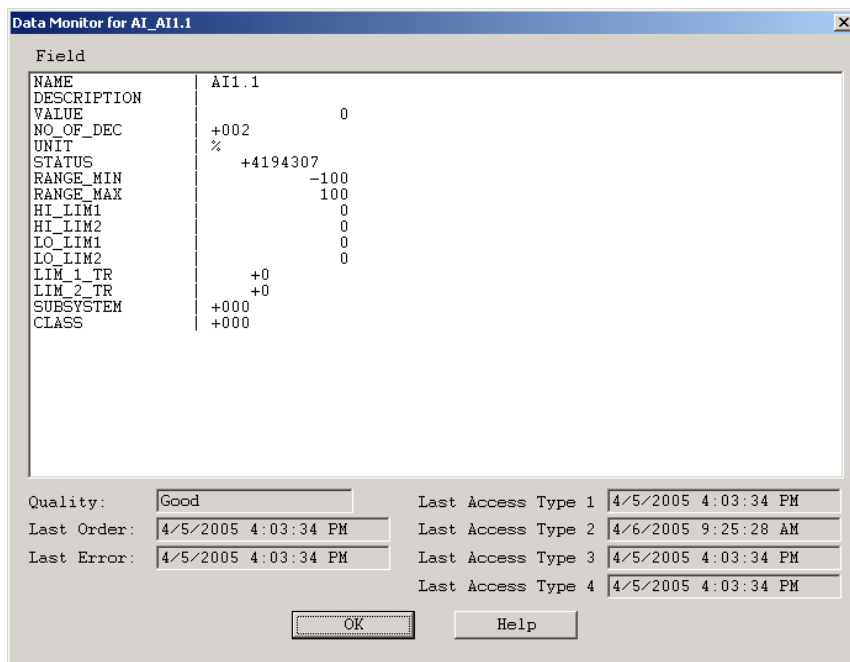 Data Monitor for AI_AI1.1
Field
NAME | AI1.1
DESCRIPTION |
VALUE | 0
NO_OF_DEC | +002
UNIT | %
STATUS | +4194307
RANGE_MIN | -100
RANGE_MAX | 100
HI_LIM1 | 0
HI_LIM2 | 0
LO_LIM1 | 0
LO_LIM2 | 0
LIM_1_TR | +0
LIM_2_TR | +0
SUBSYSTEM | +000
CLASS | +000
Quality: Good
Last Access Type 1 4/5/2005 4:03:34 PM
Last Order: 4/5/2005 4:03:34 PM
Last Access Type 2 4/6/2005 9:25:28 AM
Last Error: 4/5/2005 4:03:34 PM
Last Access Type 3 4/5/2005 4:03:34 PM
Last Access Type 4 4/5/2005 4:03:34 PM
OK
Help